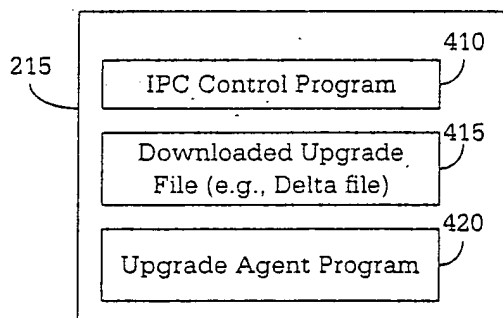 410
215
IPC Control Program
415
Downloaded Upgrade
File (e.g., Delta file)
420
Upgrade Agent Program